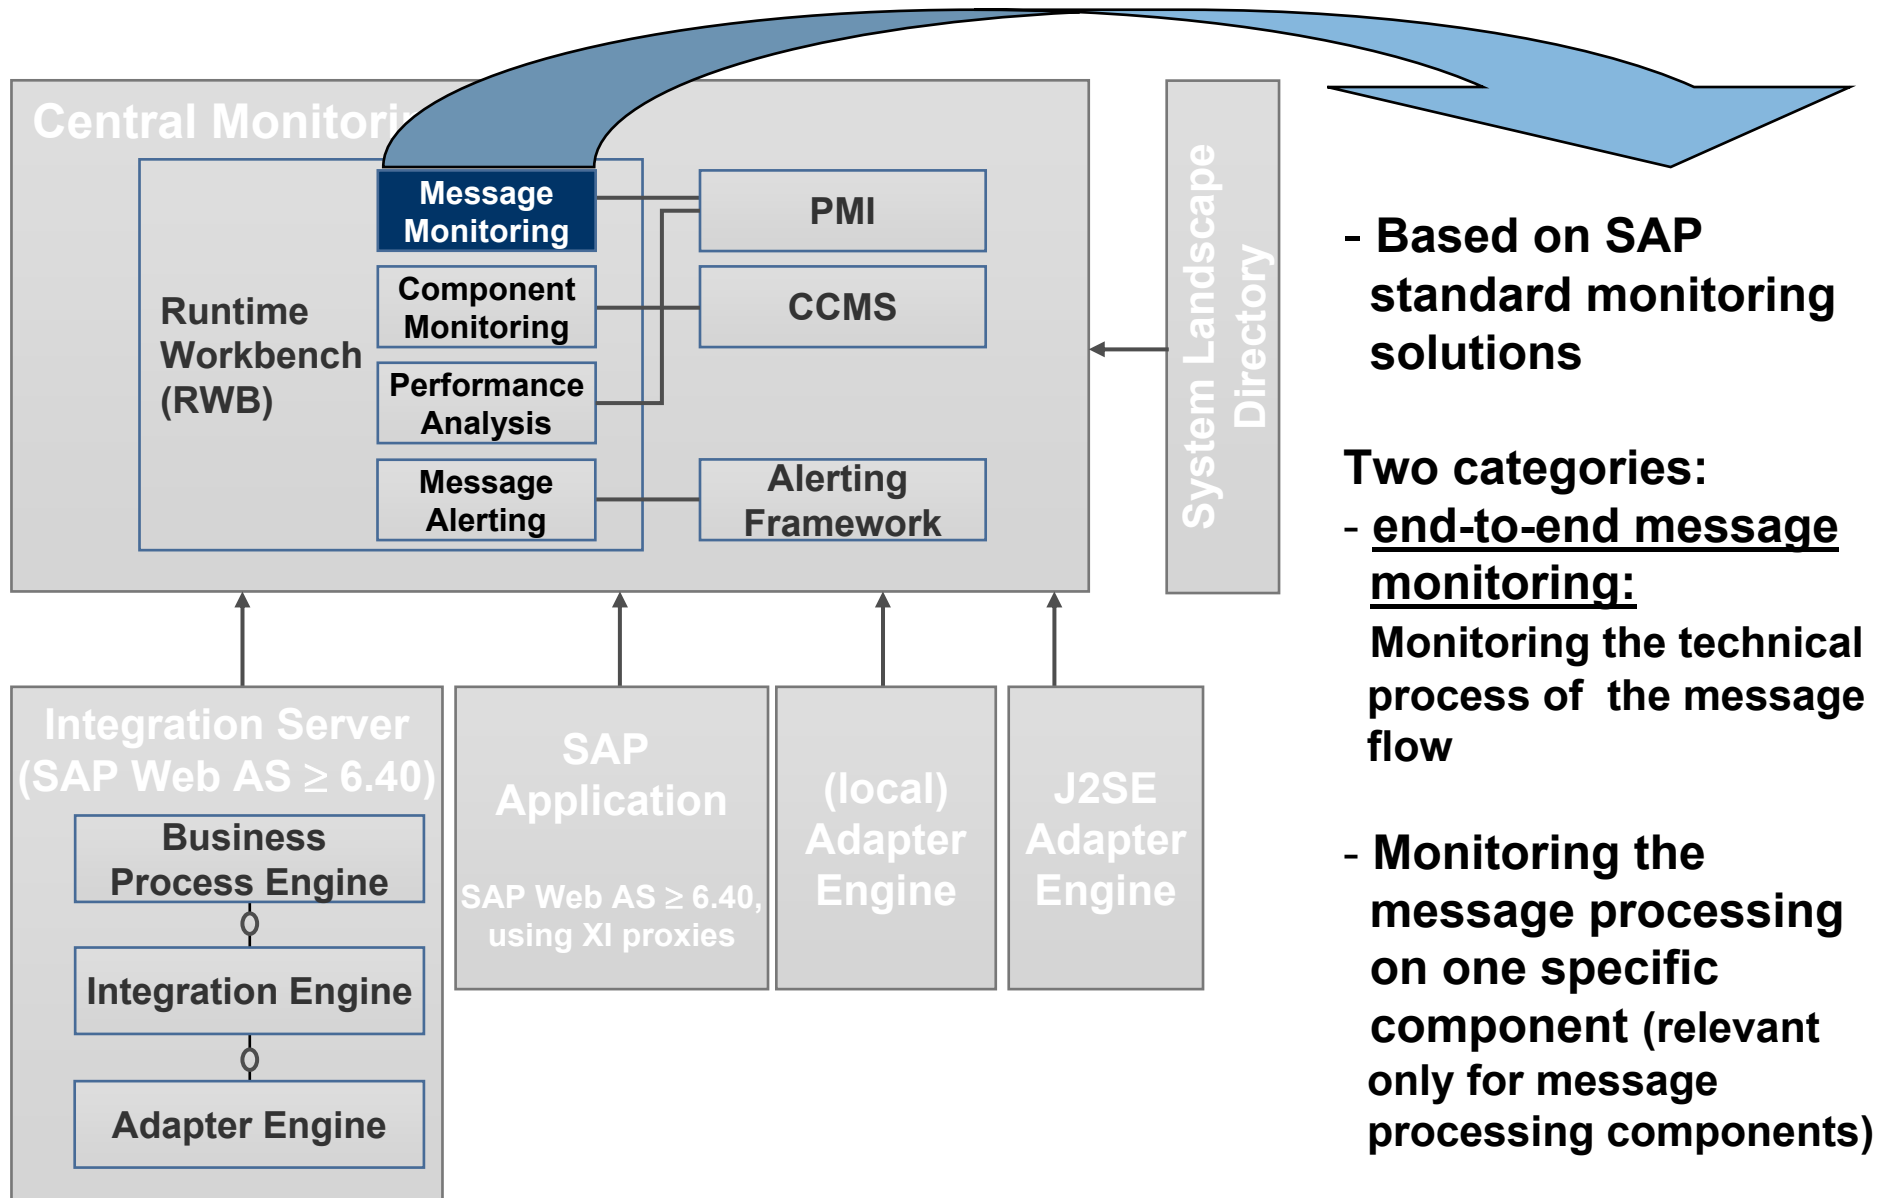 Central Monitori
Message
Monitoring
Component
Monitoring
Performance
Analysis
Message
Alerting
Runtime
Workbench
(RWB)
PMI
CCMS
Alerting
Framework
System Landscape
Directory
Integration Server
(SAP Web AS ≥ 6.40)
Business
Process Engine
Integration Engine
Adapter Engine
SAP
Application
SAP Web AS ≥ 6.40,
using XI proxies
(local)
Adapter
Engine
J2SE
Adapter
Engine
- Based on SAP
standard monitoring
solutions
Two categories:
- end-to-end message
monitoring:
Monitoring the technical
process of  the message
flow
- Monitoring the
message processing
on one specific
component (relevant
only for message
processing components)